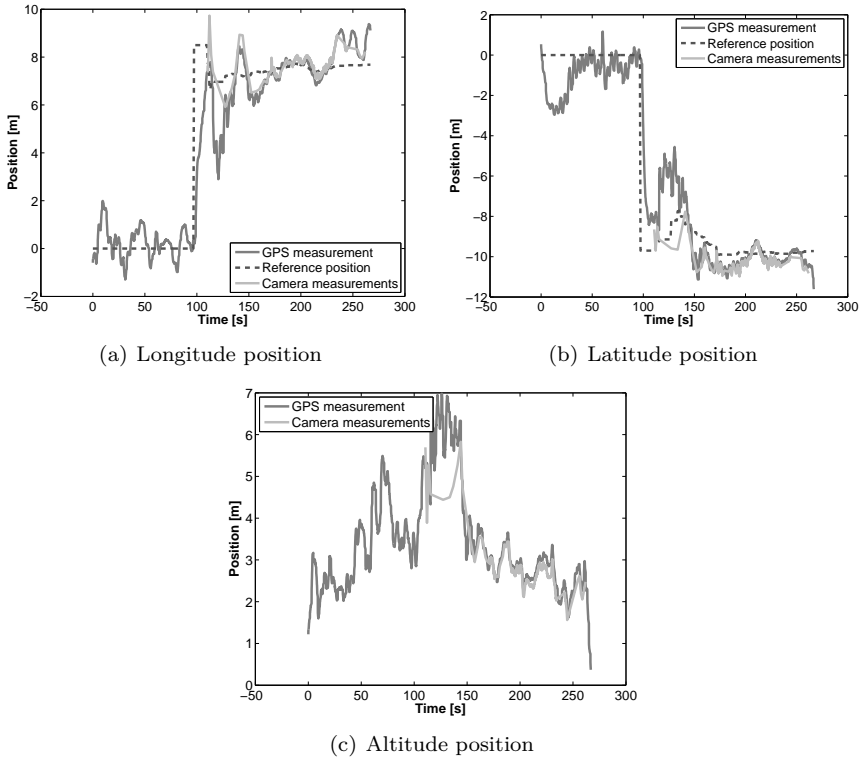 10
8
6
4
2
0
−2
−50
0
50
100
150
200
250
300
Position [m]
Time [s]
GPS measurement
Reference position
Camera measurements
(a) Longitude position
2
0
−2
−4
−6
−8
−10
−12
−50
0
50
100
150
200
250
300
Position [m]
Time [s]
GPS measurement
Reference position
Camera measurements
(b) Latitude position
7
6
5
4
3
2
1
0
−50
0
50
100
150
200
250
300
Position [m]
Time [s]
GPS measurement
Camera measurements
(c) Altitude position